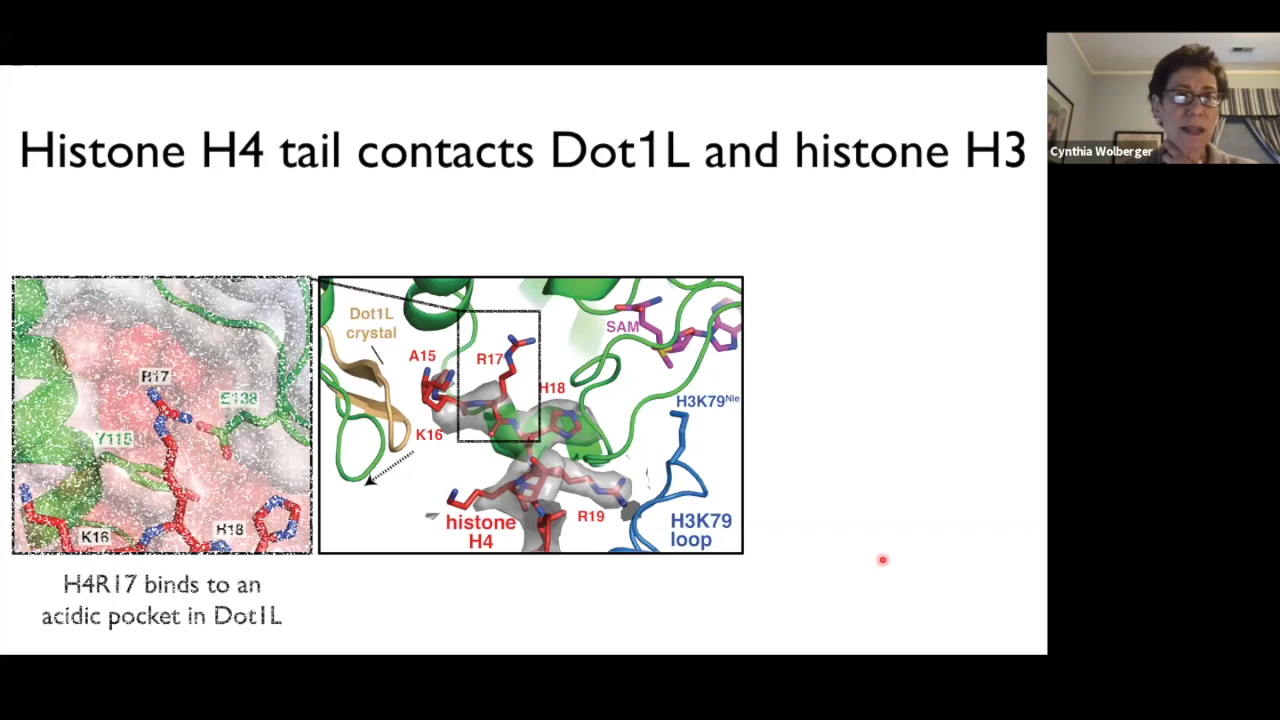 Histone H4 tail contacts Dot1L and histone H3
Cynthia Wolberger
R17
E138
Y115
K16
R18
Dot1L
crystal
A15
R17
H18
K16
SAM
H3K79Nle
R19
histone
H4
H3K79
loop
H4R17 binds to an
acidic pocket in Dot1L